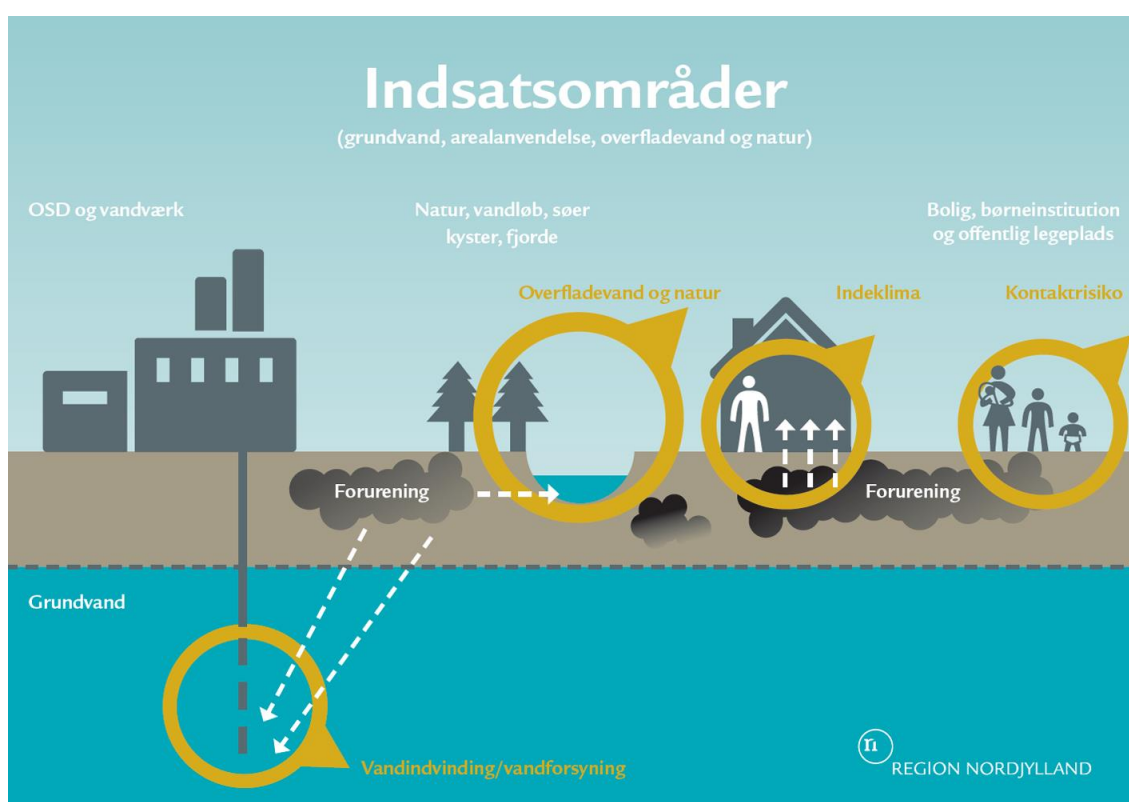 Indsatsområder
(grundvand, arealanvendelse, overfladevand og natur)
OSD og vandværk
Natur, vandløb, søer
kyster, fjorde
Bolig, børneinstitution
og offentlig legeplads
Overfladevand og natur
Indeklima
Kontaktrisiko
Forurening
Forurening
Grundvand
Vandindvinding/vandforsyning
rn
REGION NORDJYLLAND